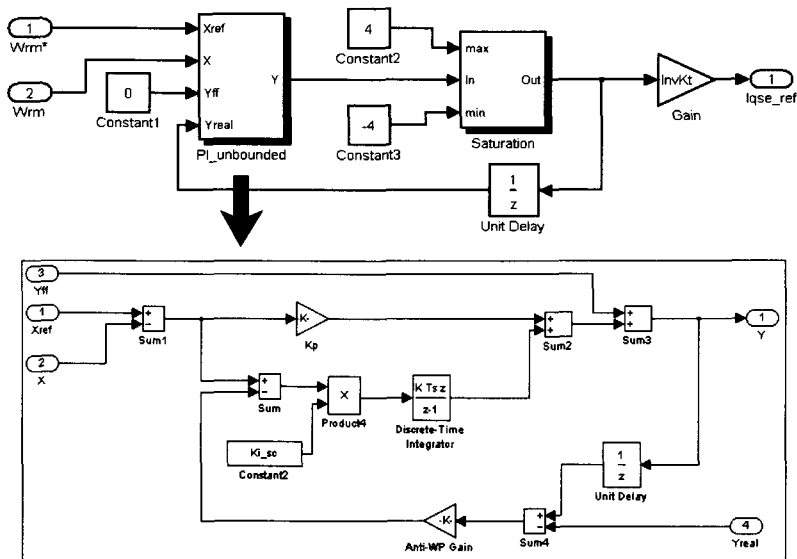 1
Wrm*
2
Wrm
0
Constant1
Xref
X
Yff
Yreal
Y
PI_unbounded
4
Constant2
-4
Constant3
max
In
min
Out
Saturation
InvKt
Gain
1
Iqse_ref
1
z
Unit Delay
3
Yff
1
Xref
2
X
+
−
Sum1
K-
Kp
+
+
Sum2
+
+
Sum3
1
Y
+
−
Sum
X
Product4
K Ts z
z-1
Discrete-Time
Integrator
Ki_sc
Constant2
1
z
Unit Delay
-K-
Anti-WP Gain
+
−
Sum4
4
Yreal